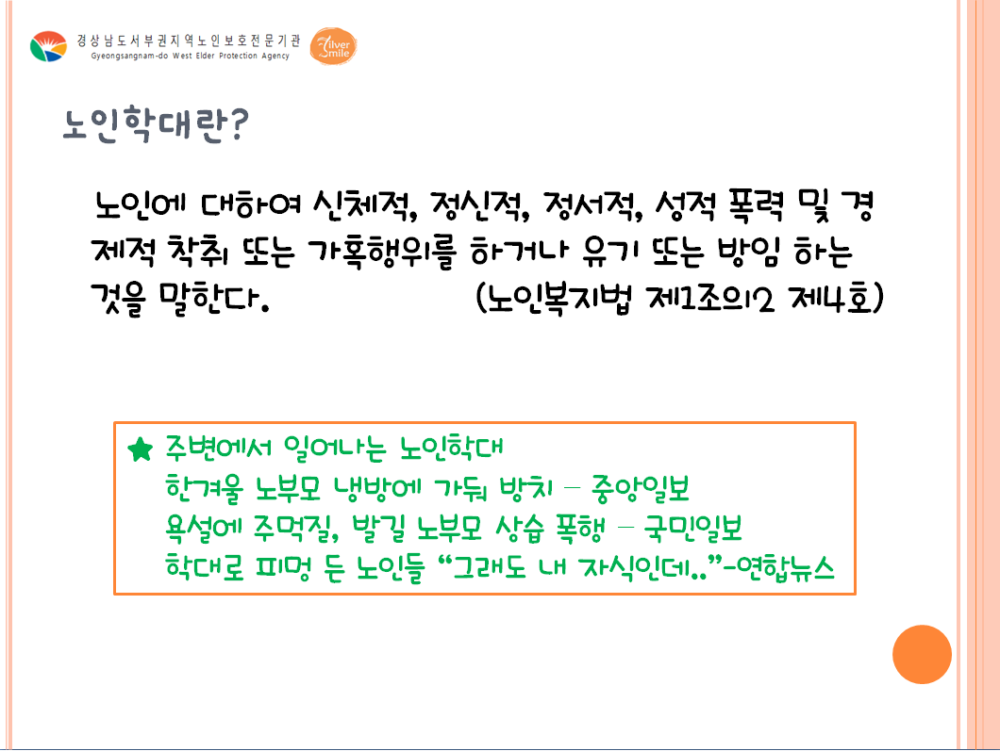 경상남도서부권지역노인보호전문기관
Gyeongsangnam-do West Elder Protection Agency
Silver Smile
노인학대란?
노인에 대하여 신체적, 정신적, 정서적, 성적 폭력 및 경
제적 착취 또는 가혹행위를 하거나 유기 또는 방임 하는
것을 말한다. (노인복지법 제1조의2 제4호)
★ 주변에서 일어나는 노인학대
한겨울 노부모 냉방에 가둬 방치 – 중앙일보
욕설에 주먹질, 발길 노부모 상습 폭행 – 국민일보
학대로 피멍 든 노인들 “그래도 내 자식인데..”-연합뉴스